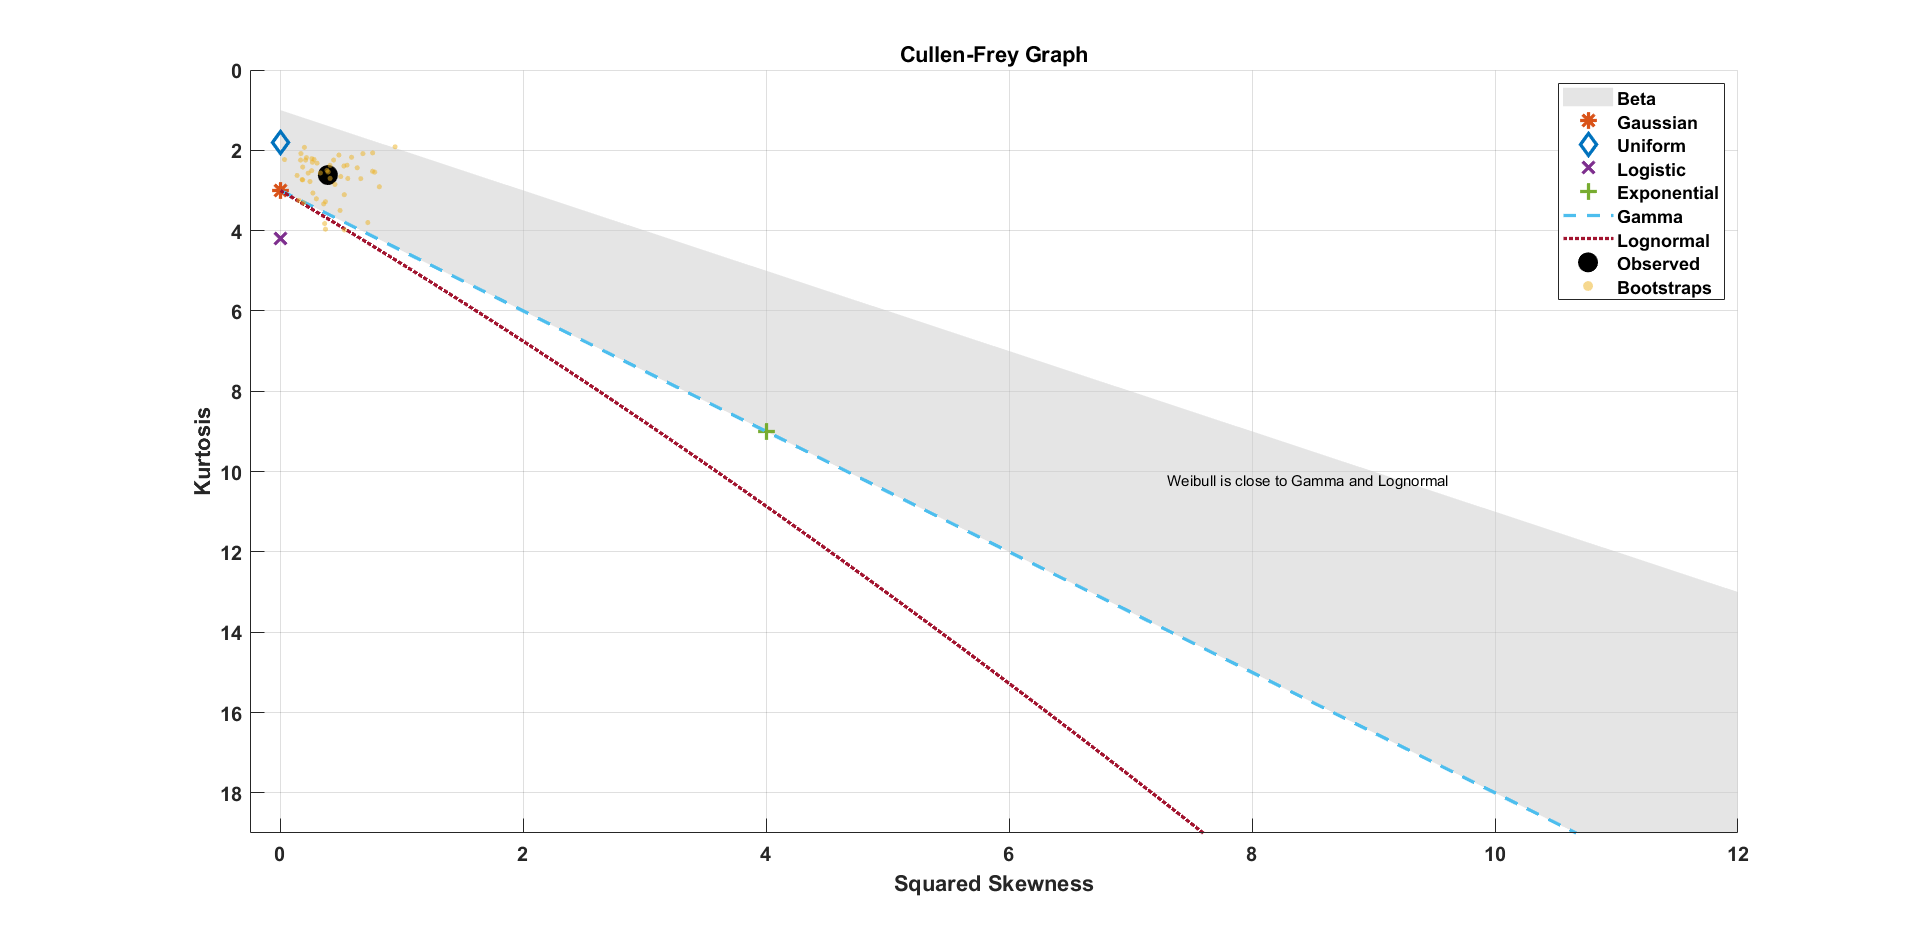 Cullen-Frey Graph
0
2
4
6
8
10
12
14
16
18
Kurtosis
Beta
Gaussian
Uniform
Logistic
Exponential
Gamma
Lognormal
Observed
Bootstraps
Weibull is close to Gamma and Lognormal
0 2 4 6 8 10 12
Squared Skewness